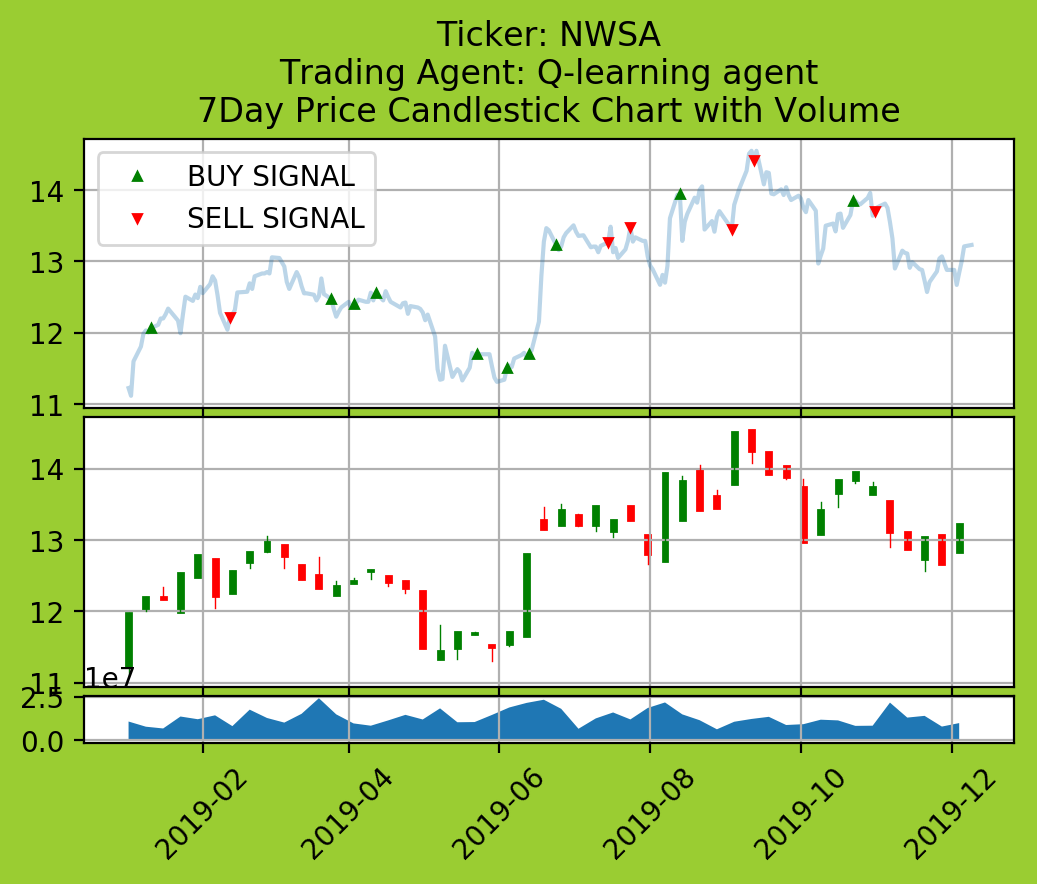 Ticker: NWSA
Trading Agent: Q-learning agent
7Day Price Candlestick Chart with Volume
BUY SIGNAL
SELL SIGNAL
14
13
12
11
14
13
12
11
1e7
2.5
0.0
2019-02
2019-04
2019-06
2019-08
2019-10
2019-12